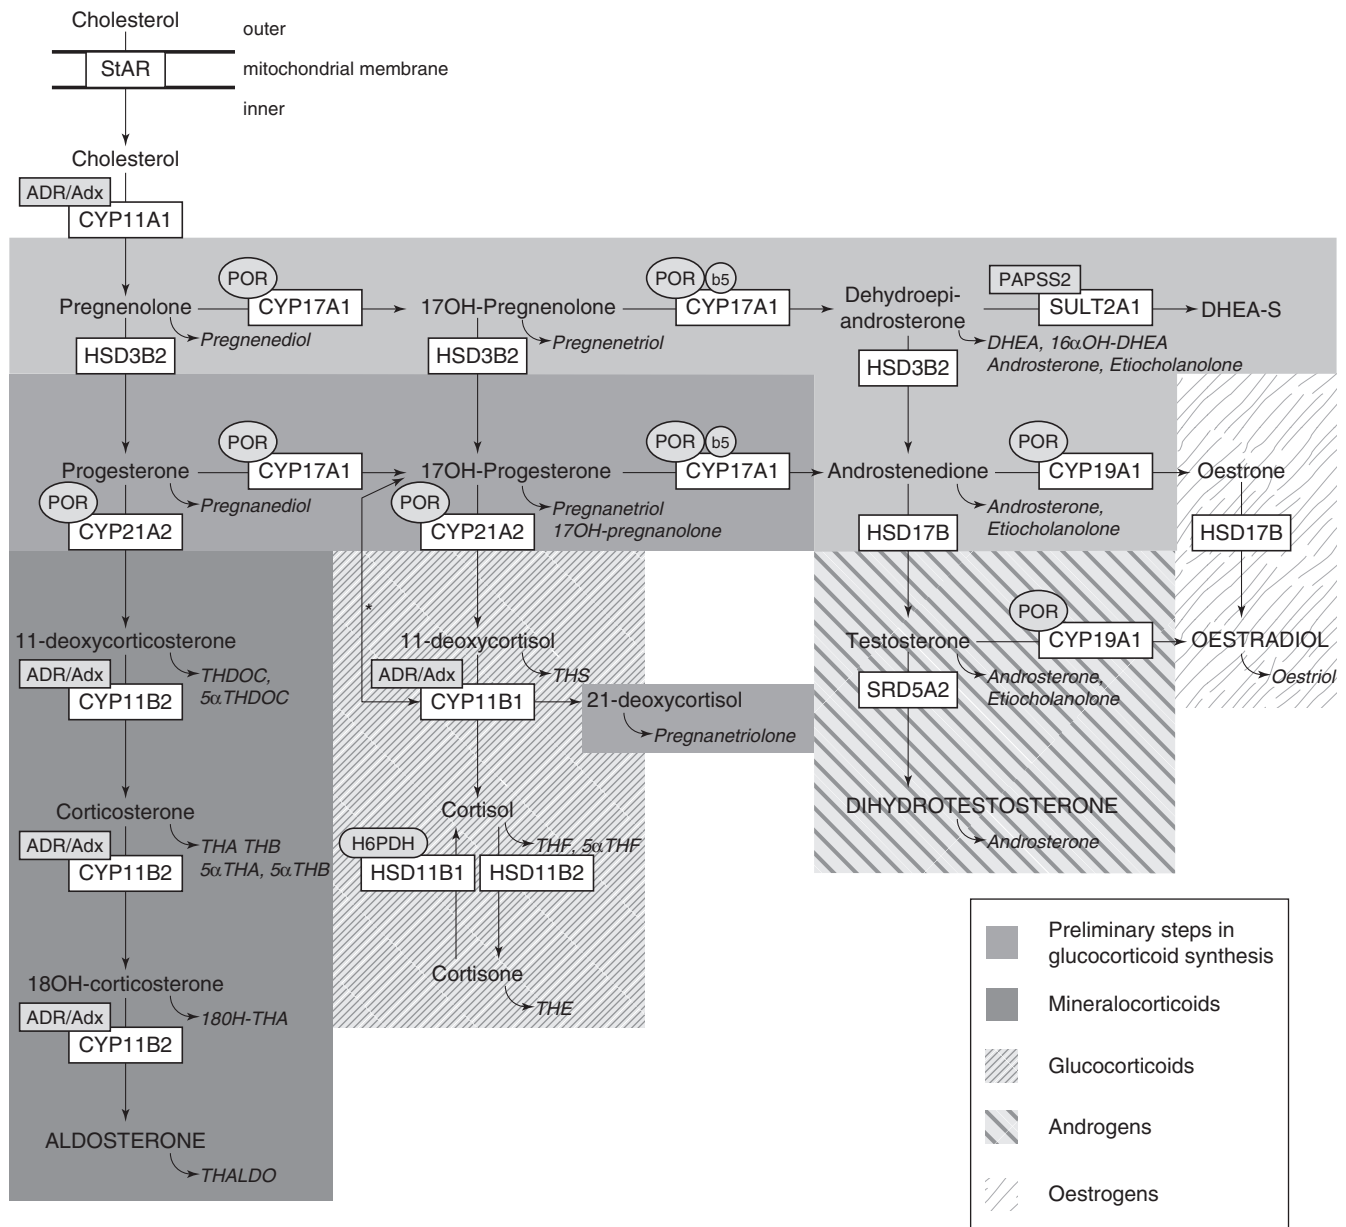 Cholesterol
outer
StAR
mitochondrial membrane
inner
Cholesterol
ADR/Adx
CYP11A1
POR
POR
b5
PAPSS2
Pregnenolone
CYP17A1
17OH-Pregnenolone
CYP17A1
Dehydroepi-
androsterone
SULT2A1
DHEA-S
Pregnenediol
Pregnenetriol
DHEA, 16αOH-DHEA
Androsterone, Etiocholanolone
HSD3B2
HSD3B2
HSD3B2
POR
POR
b5
POR
Progesterone
CYP17A1
17OH-Progesterone
CYP17A1
Androstenedione
CYP19A1
Oestrone
POR
Pregnanediol
POR
Pregnanetriol
17OH-pregnanolone
Androsterone,
Etiocholanolone
CYP21A2
CYP21A2
HSD17B
HSD17B
*
POR
11-deoxycorticosterone
11-deoxycortisol
Testosterone
CYP19A1
OESTRADIOL
ADR/Adx
THDOC,
5αTHDOC
ADR/Adx
THS
Androsterone,
Etiocholanolone
Oestriol
CYP11B2
CYP11B1
21-deoxycortisol
SRD5A2
Pregnanetriolone
Corticosterone
Cortisol
DIHYDROTESTOSTERONE
ADR/Adx
THA THB
5αTHA, 5αTHB
H6PDH
THF, 5αTHF
Androsterone
CYP11B2
HSD11B1
HSD11B2
18OH-corticosterone
Cortisone
ADR/Adx
180H-THA
THE
CYP11B2
ALDOSTERONE
THALDO
Preliminary steps in
glucocorticoid synthesis
Mineralocorticoids
Glucocorticoids
Androgens
Oestrogens